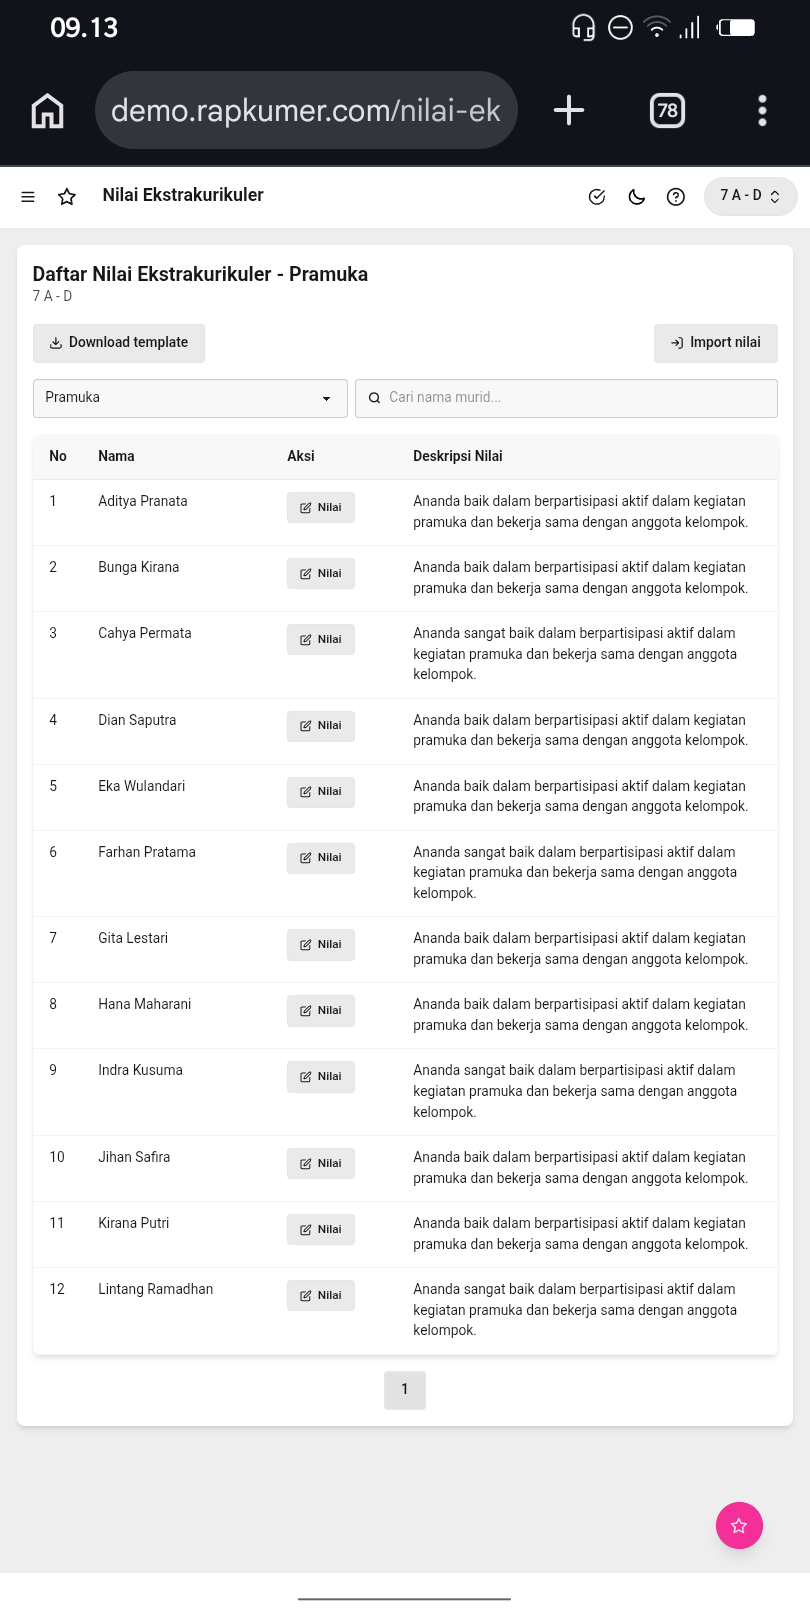 09.13
demo.rapkumer.com/nilai-ek
78
Nilai Ekstrakurikuler
7 A - D
Daftar Nilai Ekstrakurikuler - Pramuka
7 A - D
Download template
Import nilai
Pramuka
Cari nama murid...
No Nama Aksi Deskripsi Nilai
1 Aditya Pranata Nilai Ananda baik dalam berpartisipasi aktif dalam kegiatan
pramuka dan bekerja sama dengan anggota kelompok.
2 Bunga Kirana Nilai Ananda baik dalam berpartisipasi aktif dalam kegiatan
pramuka dan bekerja sama dengan anggota kelompok.
3 Cahya Permata Nilai Ananda sangat baik dalam berpartisipasi aktif dalam
kegiatan pramuka dan bekerja sama dengan anggota
kelompok.
4 Dian Saputra Nilai Ananda baik dalam berpartisipasi aktif dalam kegiatan
pramuka dan bekerja sama dengan anggota kelompok.
5 Eka Wulandari Nilai Ananda baik dalam berpartisipasi aktif dalam kegiatan
pramuka dan bekerja sama dengan anggota kelompok.
6 Farhan Pratama Nilai Ananda sangat baik dalam berpartisipasi aktif dalam
kegiatan pramuka dan bekerja sama dengan anggota
kelompok.
7 Gita Lestari Nilai Ananda baik dalam berpartisipasi aktif dalam kegiatan
pramuka dan bekerja sama dengan anggota kelompok.
8 Hana Maharani Nilai Ananda baik dalam berpartisipasi aktif dalam kegiatan
pramuka dan bekerja sama dengan anggota kelompok.
9 Indra Kusuma Nilai Ananda sangat baik dalam berpartisipasi aktif dalam
kegiatan pramuka dan bekerja sama dengan anggota
kelompok.
10 Jihan Safira Nilai Ananda baik dalam berpartisipasi aktif dalam kegiatan
pramuka dan bekerja sama dengan anggota kelompok.
11 Kirana Putri Nilai Ananda baik dalam berpartisipasi aktif dalam kegiatan
pramuka dan bekerja sama dengan anggota kelompok.
12 Lintang Ramadhan Nilai Ananda sangat baik dalam berpartisipasi aktif dalam
kegiatan pramuka dan bekerja sama dengan anggota
kelompok.
1